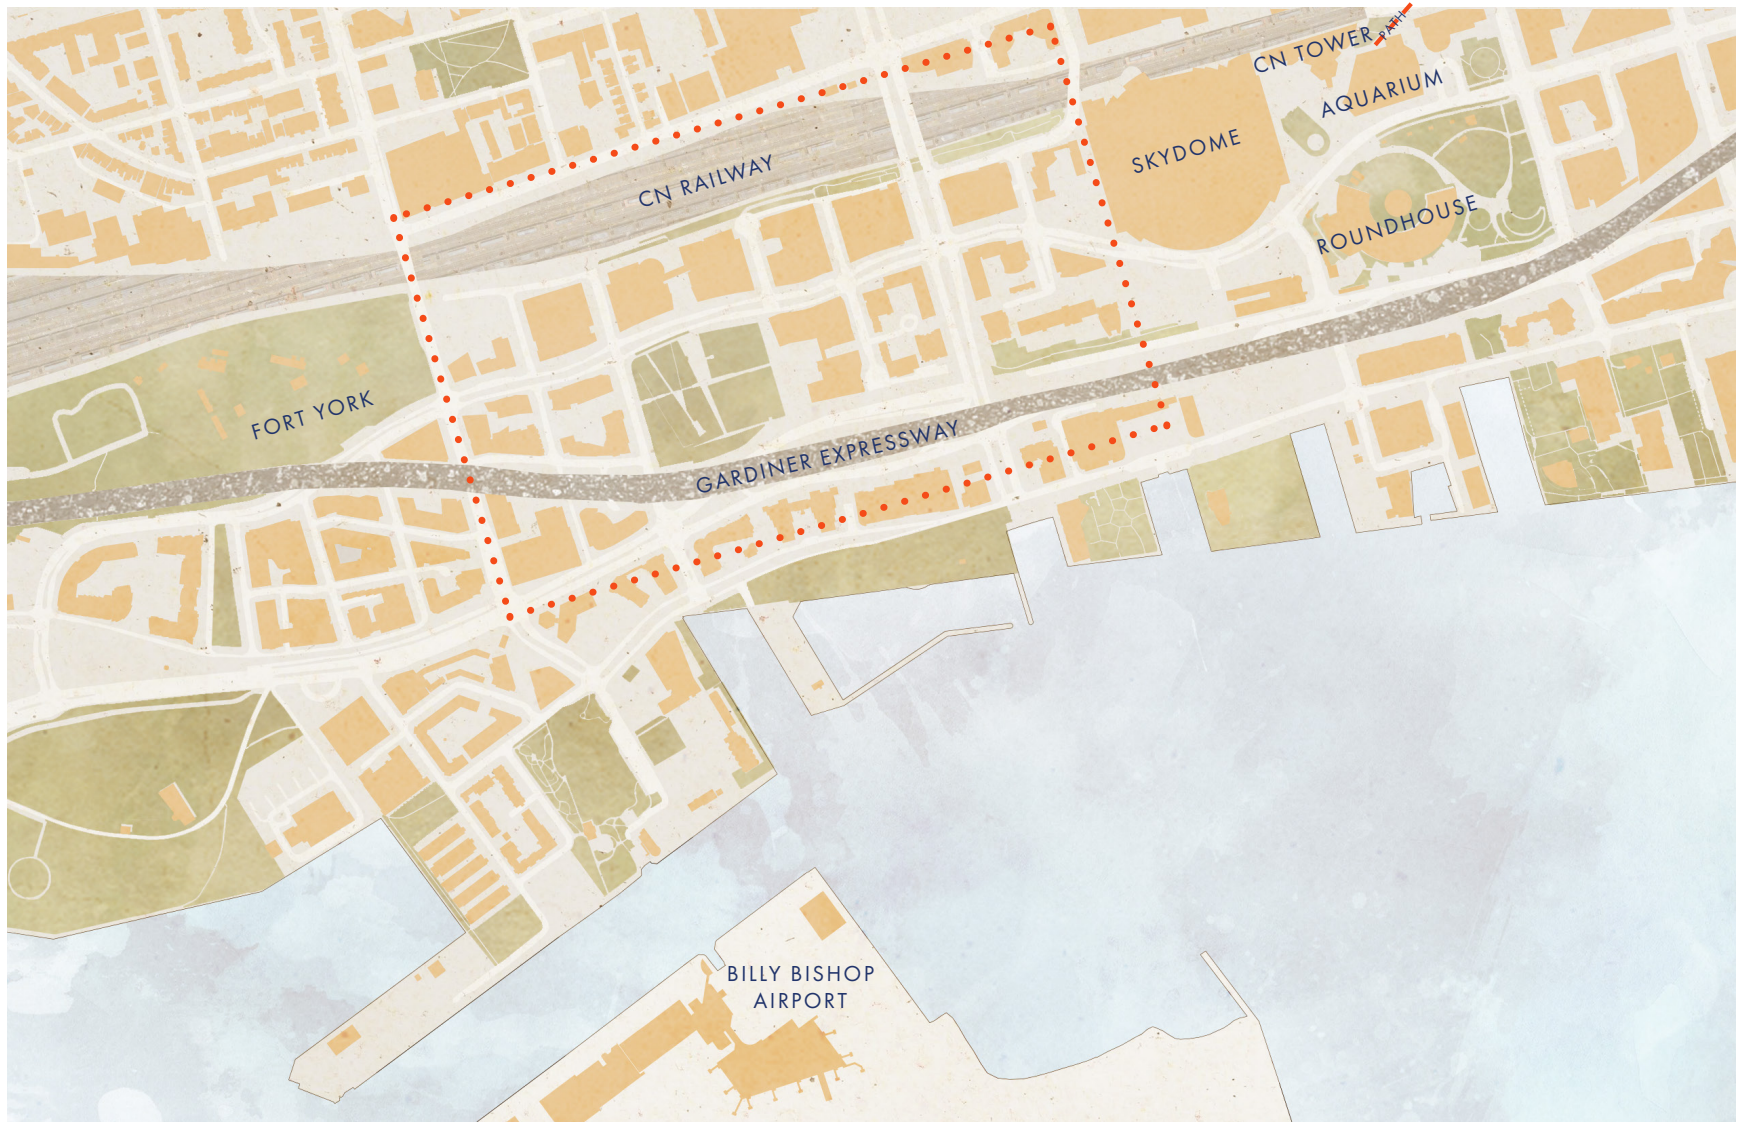 PATH
CN TOWER
AQUARIUM
SKYDOME
CN RAILWAY
ROUNDHOUSE
FORT YORK
GARDINER EXPRESSWAY
BILLY BISHOP
AIRPORT